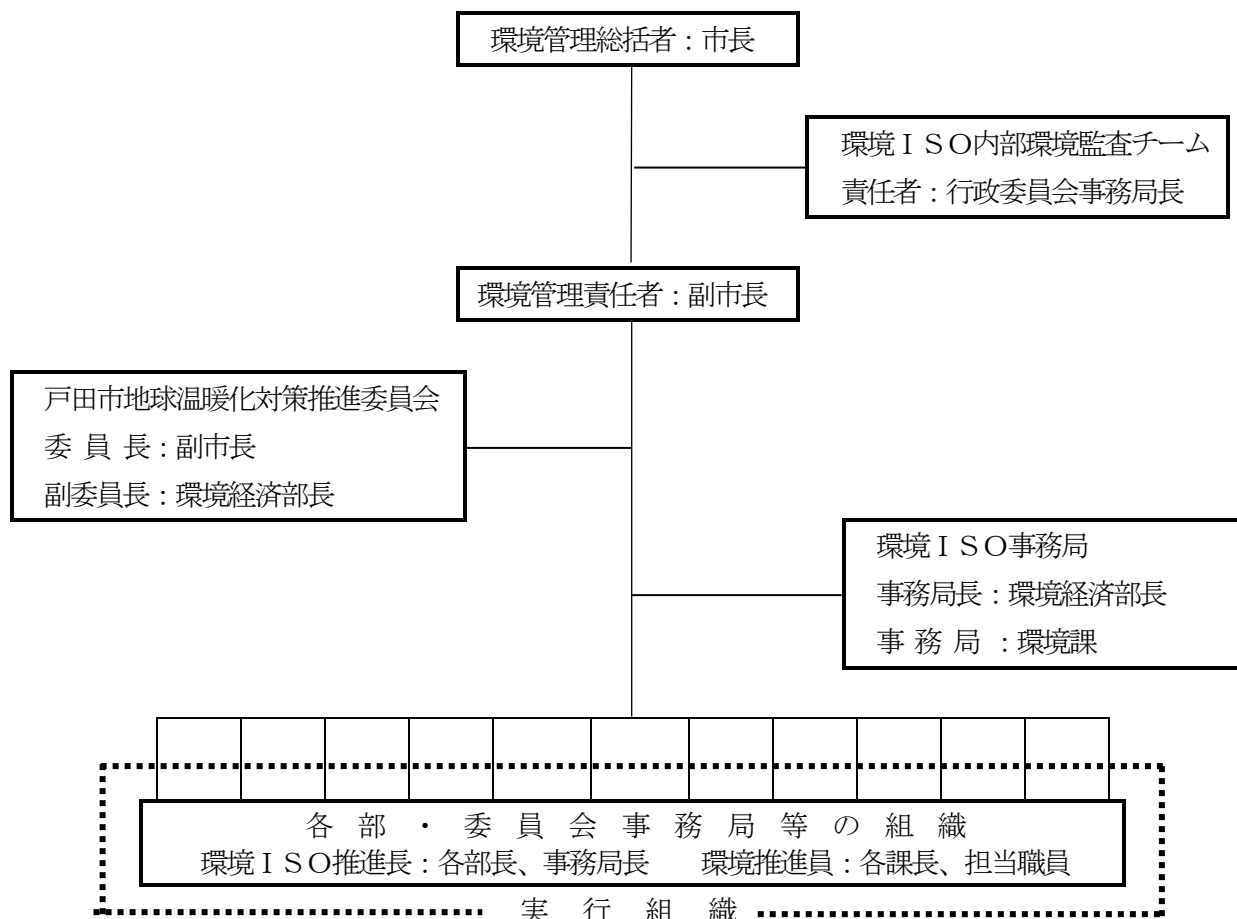 環境管理総括者：市長
環境ＩＳＯ内部環境監査チーム
責任者：行政委員会事務局長
環境管理責任者：副市長
戸田市地球温暖化対策推進委員会
委 員 長：副市長
副委員長：環境経済部長
環境ＩＳＯ事務局
事務局長：環境経済部長
事 務 局 ：環境課
各 部 ・ 委 員 会 事 務 局 等 の 組 織
環境ＩＳＯ推進長：各部長、事務局長　　環境推進員：各課長、担当職員
実 行 組 織